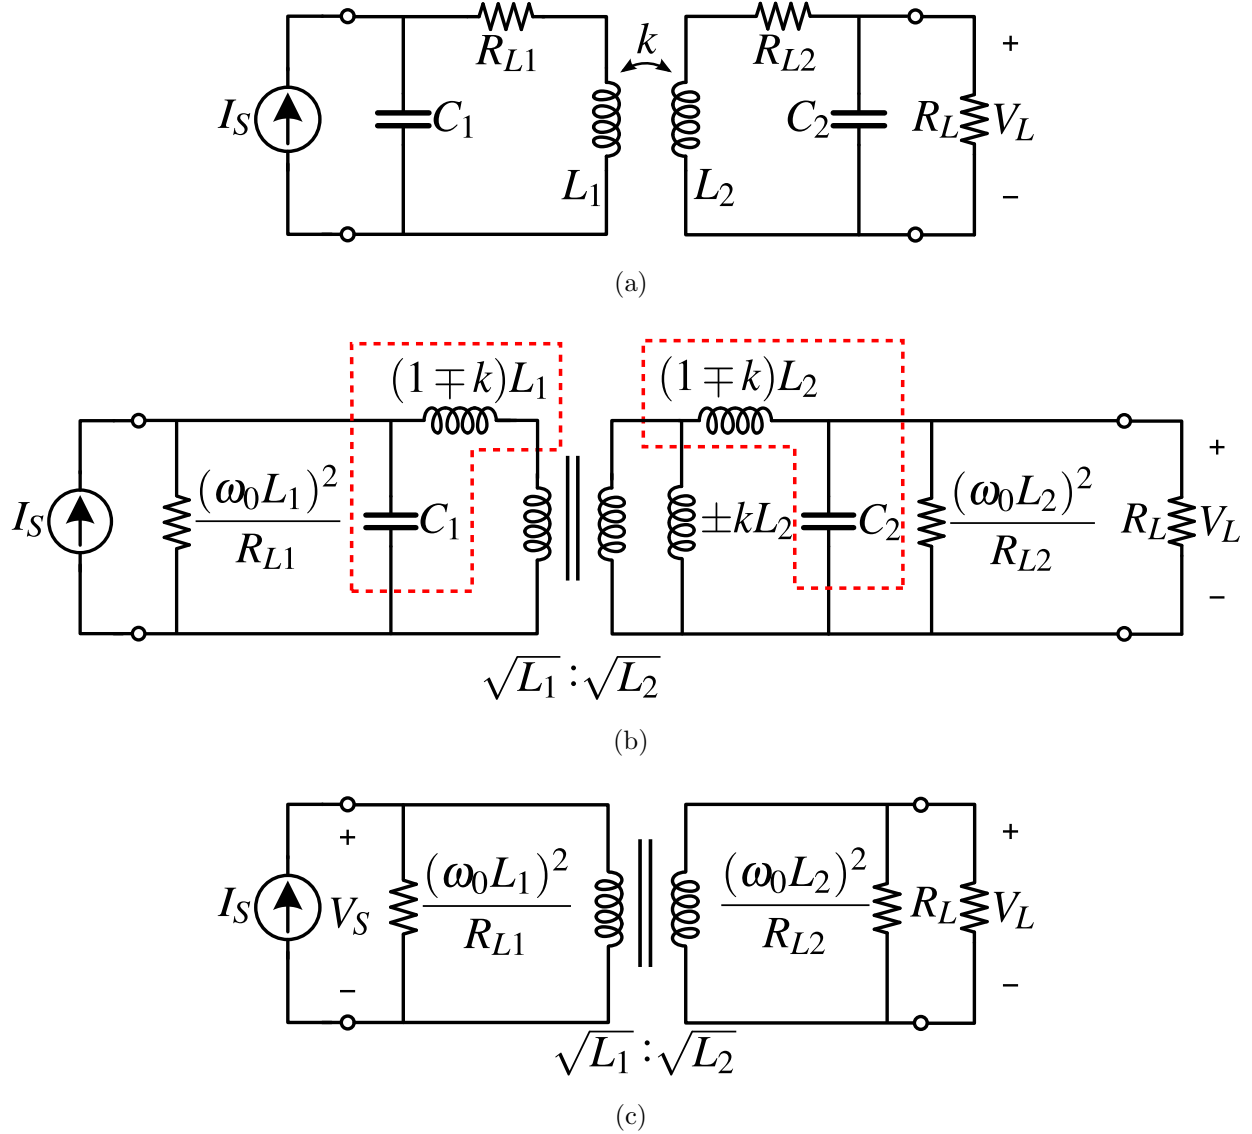 R_{L1} k R_{L2}
I_S C_1 C_2 R_L V_L + −
L_1 L_2
(a)
(1 ∓ k)L_1 (1 ∓ k)L_2
I_S (ω_0L_1)^2 / R_{L1} C_1 ±kL_2 C_2 (ω_0L_2)^2 / R_{L2} R_L V_L + −
√L_1 : √L_2
(b)
I_S + V_S − (ω_0L_1)^2 / R_{L1} (ω_0L_2)^2 / R_{L2} R_L V_L + −
√L_1 : √L_2
(c)